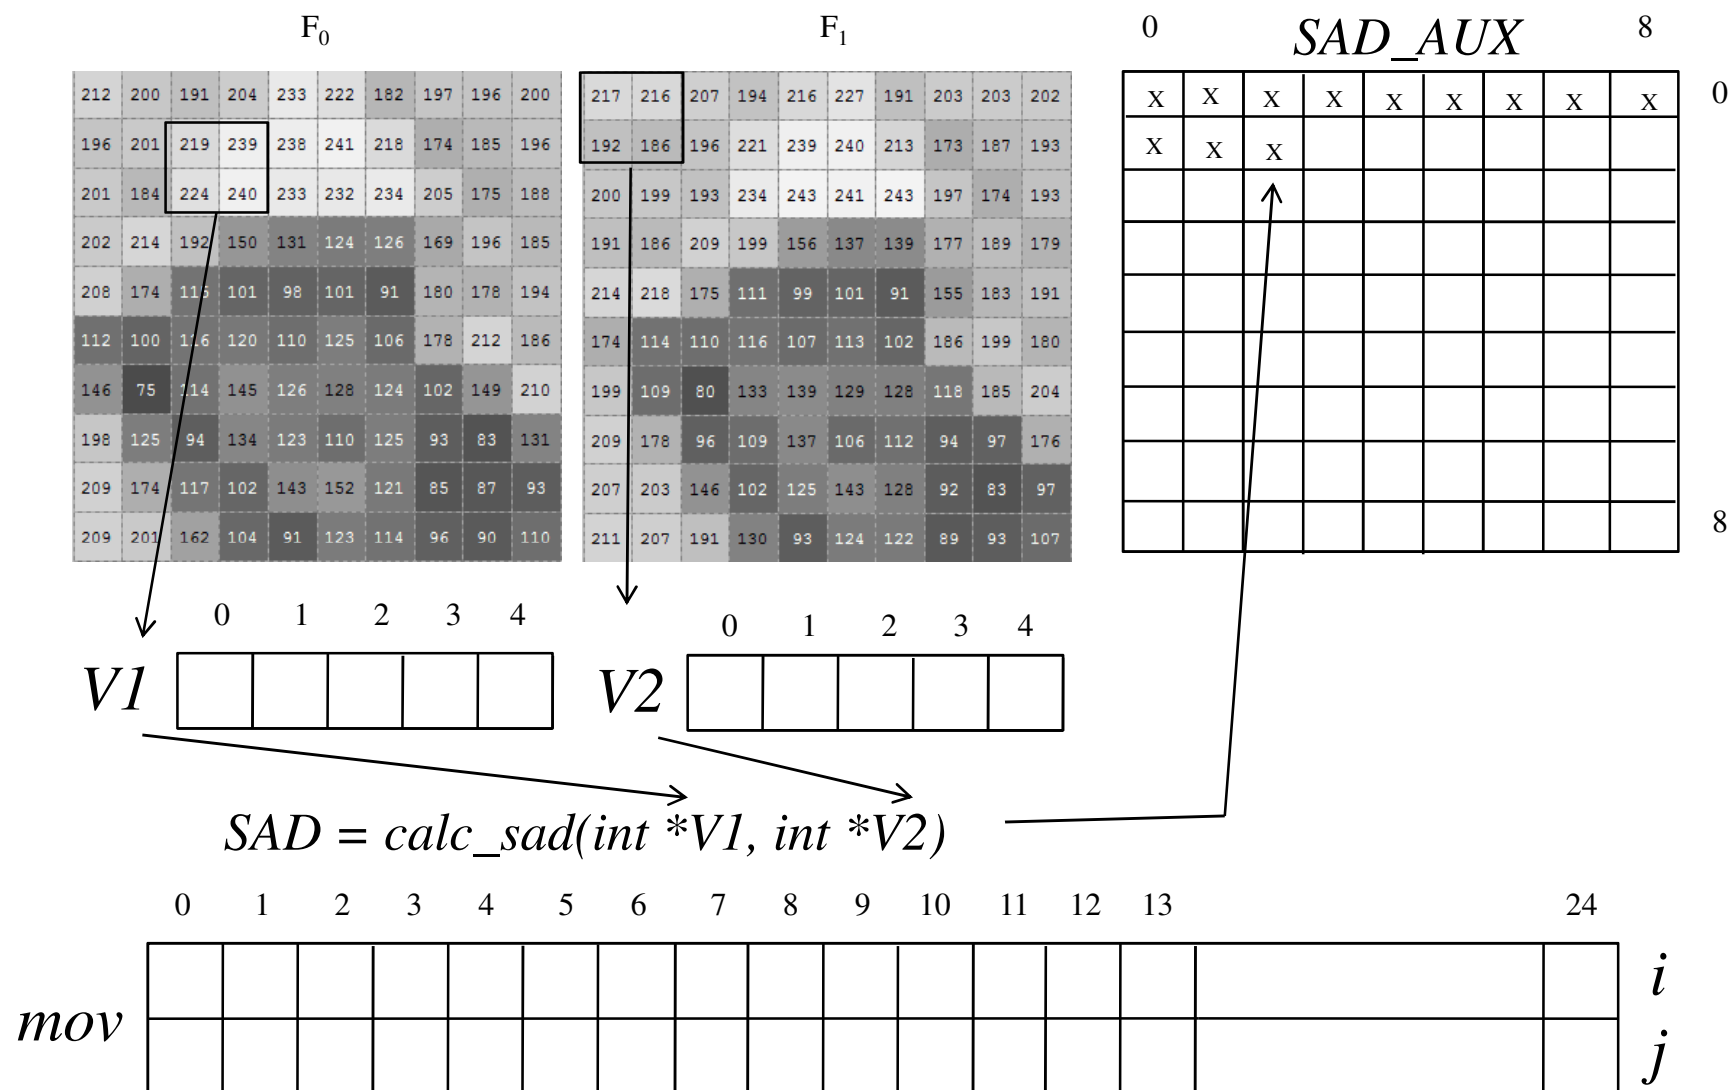 F0 F1 0 SAD_AUX 8
212 200 191 204 233 222 182 197 196 200
217 216 207 194 216 227 191 203 203 202
X X X X X X X X X 0
196 201 219 239 238 241 218 174 185 196
192 186 196 221 239 240 213 173 187 193
X X X
201 184 224 240 233 232 234 205 175 188
200 199 193 234 243 241 243 197 174 193
202 214 192 150 131 124 126 169 196 185
191 186 209 199 156 137 139 177 189 179
208 174 101 98 101 91 180 178 194
214 218 175 111 99 101 91 155 183 191
112 100 116 120 110 125 106 178 212 186
174 114 110 116 107 113 102 186 199 180
146 75 114 145 126 128 124 102 149 210
199 109 80 133 139 129 128 118 185 204
198 125 94 134 123 110 125 93 83 131
209 178 96 109 137 106 112 94 97 176
209 174 117 102 143 152 121 85 87 93
207 203 146 102 125 143 128 92 83 97
8
209 201 162 104 91 123 114 96 90 110
211 207 191 130 93 124 122 89 93 107
0 1 2 3 4
0 1 2 3 4
V1 V2
SAD = calc_sad(int *V1, int *V2)
0 1 2 3 4 5 6 7 8 9 10 11 12 13 24
i
mov
j